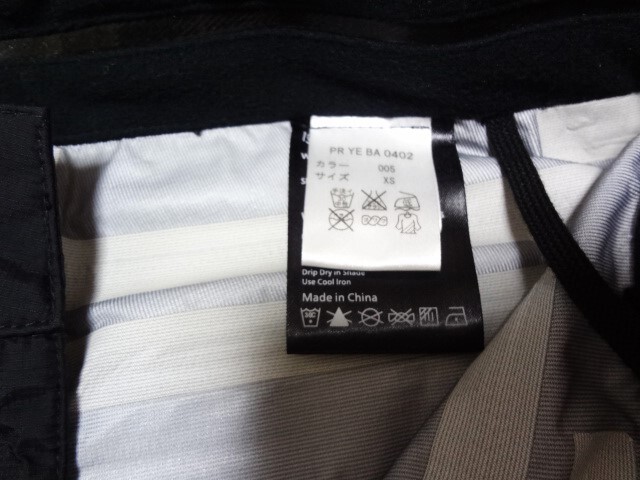 PR YE BA 0402
カラー 005
サイズ XS
Drip Dry in Shade
Use Cool Iron
Made in China